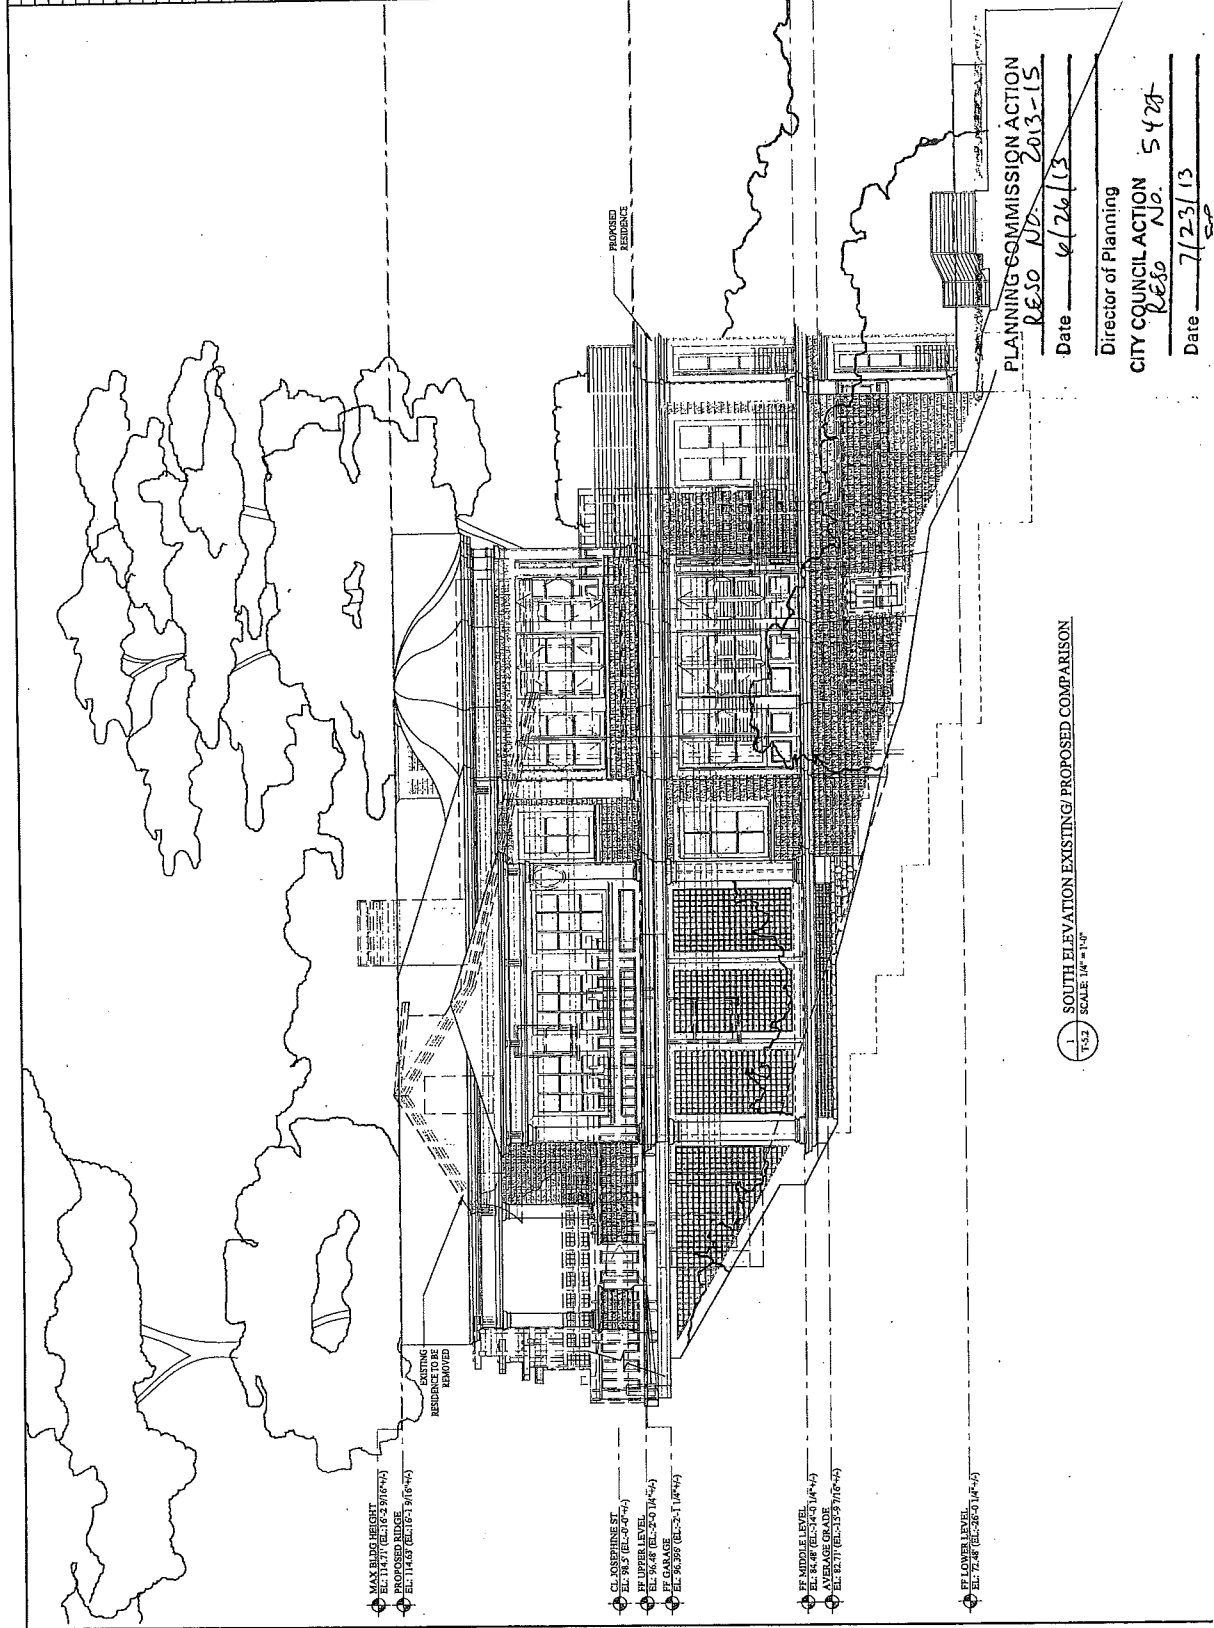 MAX BLDG HEIGHT
EL: 114.71' (EL:16'-2 9/16"+/-)
PROPOSED RIDGE
EL: 114.63' (EL:16'-1 9/16"+/-)
EXISTING
RESIDENCE TO BE
REMOVED
PROPOSED
RESIDENCE
CL JOSEPHINE ST
EL: 98.5' (EL:-0'-0"+/-)
FF UPPER LEVEL
EL: 96.48' (EL:-2'-0 1/4"+/-)
FF GARAGE
EL: 96.396' (EL:-2'-1 1/4"+/-)
FF MIDDLE LEVEL
EL: 84.48' (EL:-14'-0 1/4"+/-)
AVERAGE GRADE
EL: 82.71' (EL:-15'-9 7/16"+/-)
FF LOWER LEVEL
EL: 72.48' (EL:-26'-0 1/4"+/-)
1
T-5.2
SOUTH ELEVATION EXISTING/ PROPOSED COMPARISON
SCALE: 1/4" = 1'-0"
PLANNING COMMISSION ACTION
RESO NO. 2013-15
Date 6/26/13
Director of Planning
CITY COUNCIL ACTION
RESO NO.
Date 7/23/13